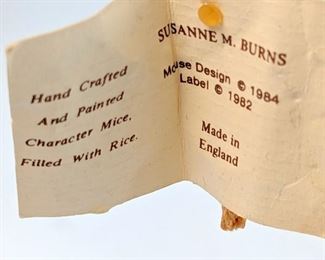 Hand Crafted
And Painted
Character Mice,
Filled With Rice.
SUSANNE M. BURNS
Mouse Design © 1984
Label © 1982
Made in
England